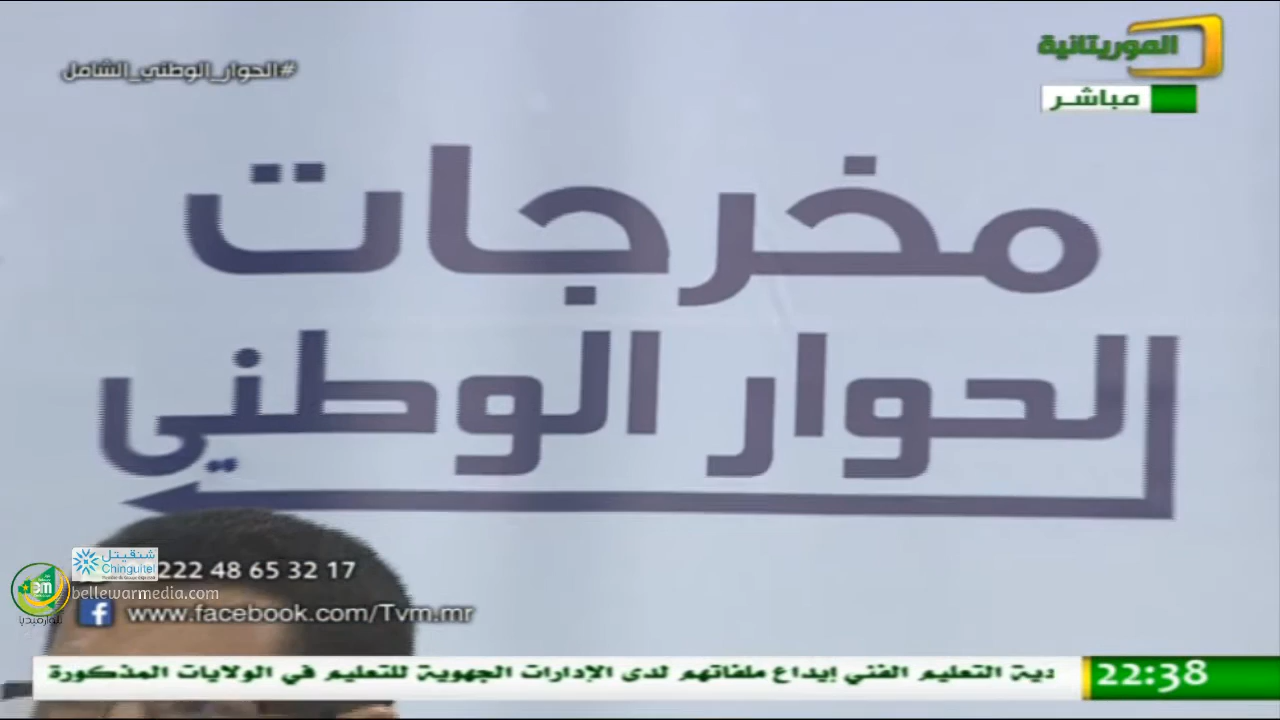 الموريتانية
#الحوار_الوطني_الشامل
مباشر
مخرجات
الحوار الوطني
شنقيتل
Chinguitel
222 48 65 32 17
bellewarmedia.com
www.facebook.com/Tvm.mr
دية التعليم الفني إيداع ملفاتهم لدى الإدارات الجهوية للتعليم في الولايات المذكورة
22:38